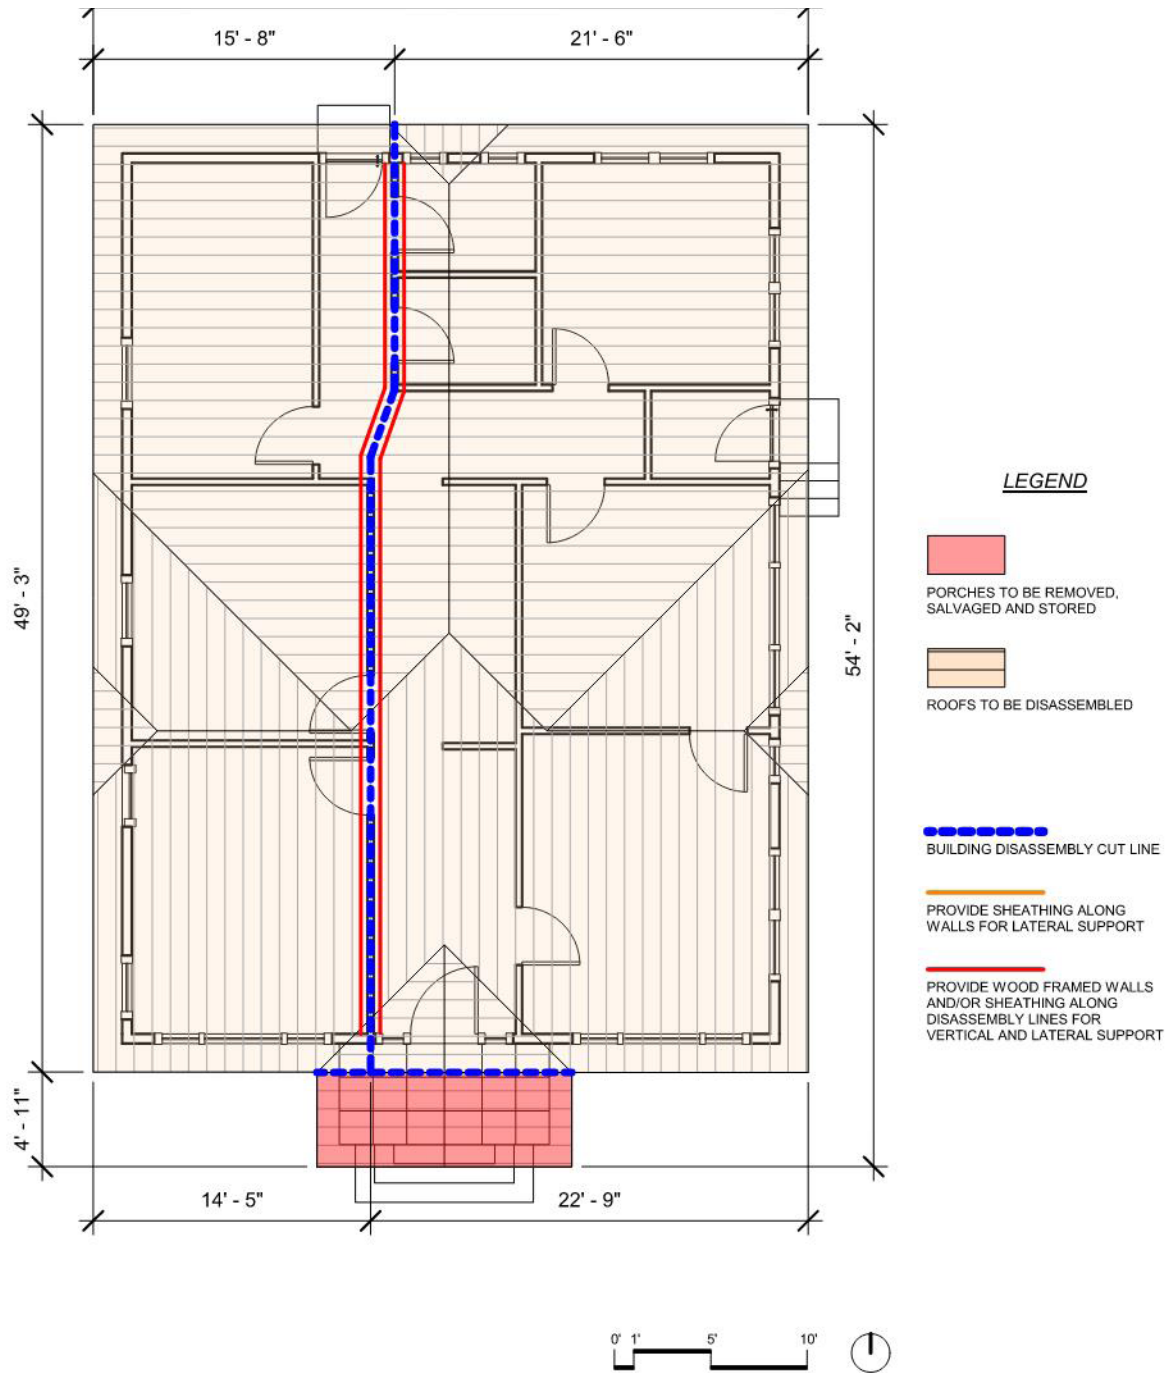 15' - 8"
21' - 6"
49' - 3"
54' - 2"
4' - 11"
14' - 5"
22' - 9"
LEGEND
PORCHES TO BE REMOVED,
SALVAGED AND STORED
ROOFS TO BE DISASSEMBLED
BUILDING DISASSEMBLY CUT LINE
PROVIDE SHEATHING ALONG
WALLS FOR LATERAL SUPPORT
PROVIDE WOOD FRAMED WALLS
AND/OR SHEATHING ALONG
DISASSEMBLY LINES FOR
VERTICAL AND LATERAL SUPPORT
0' 1' 5' 10'